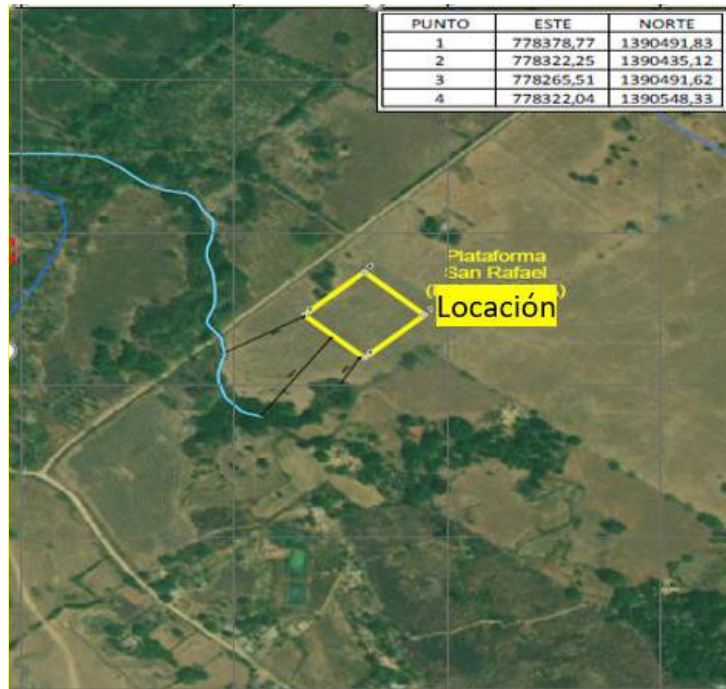 PUNTO ESTE NORTE
1 778378,77 1390491,83
2 778322,25 1390435,12
3 778265,51 1390491,62
4 778322,04 1390548,33
Plataforma
San Rafael
Locación